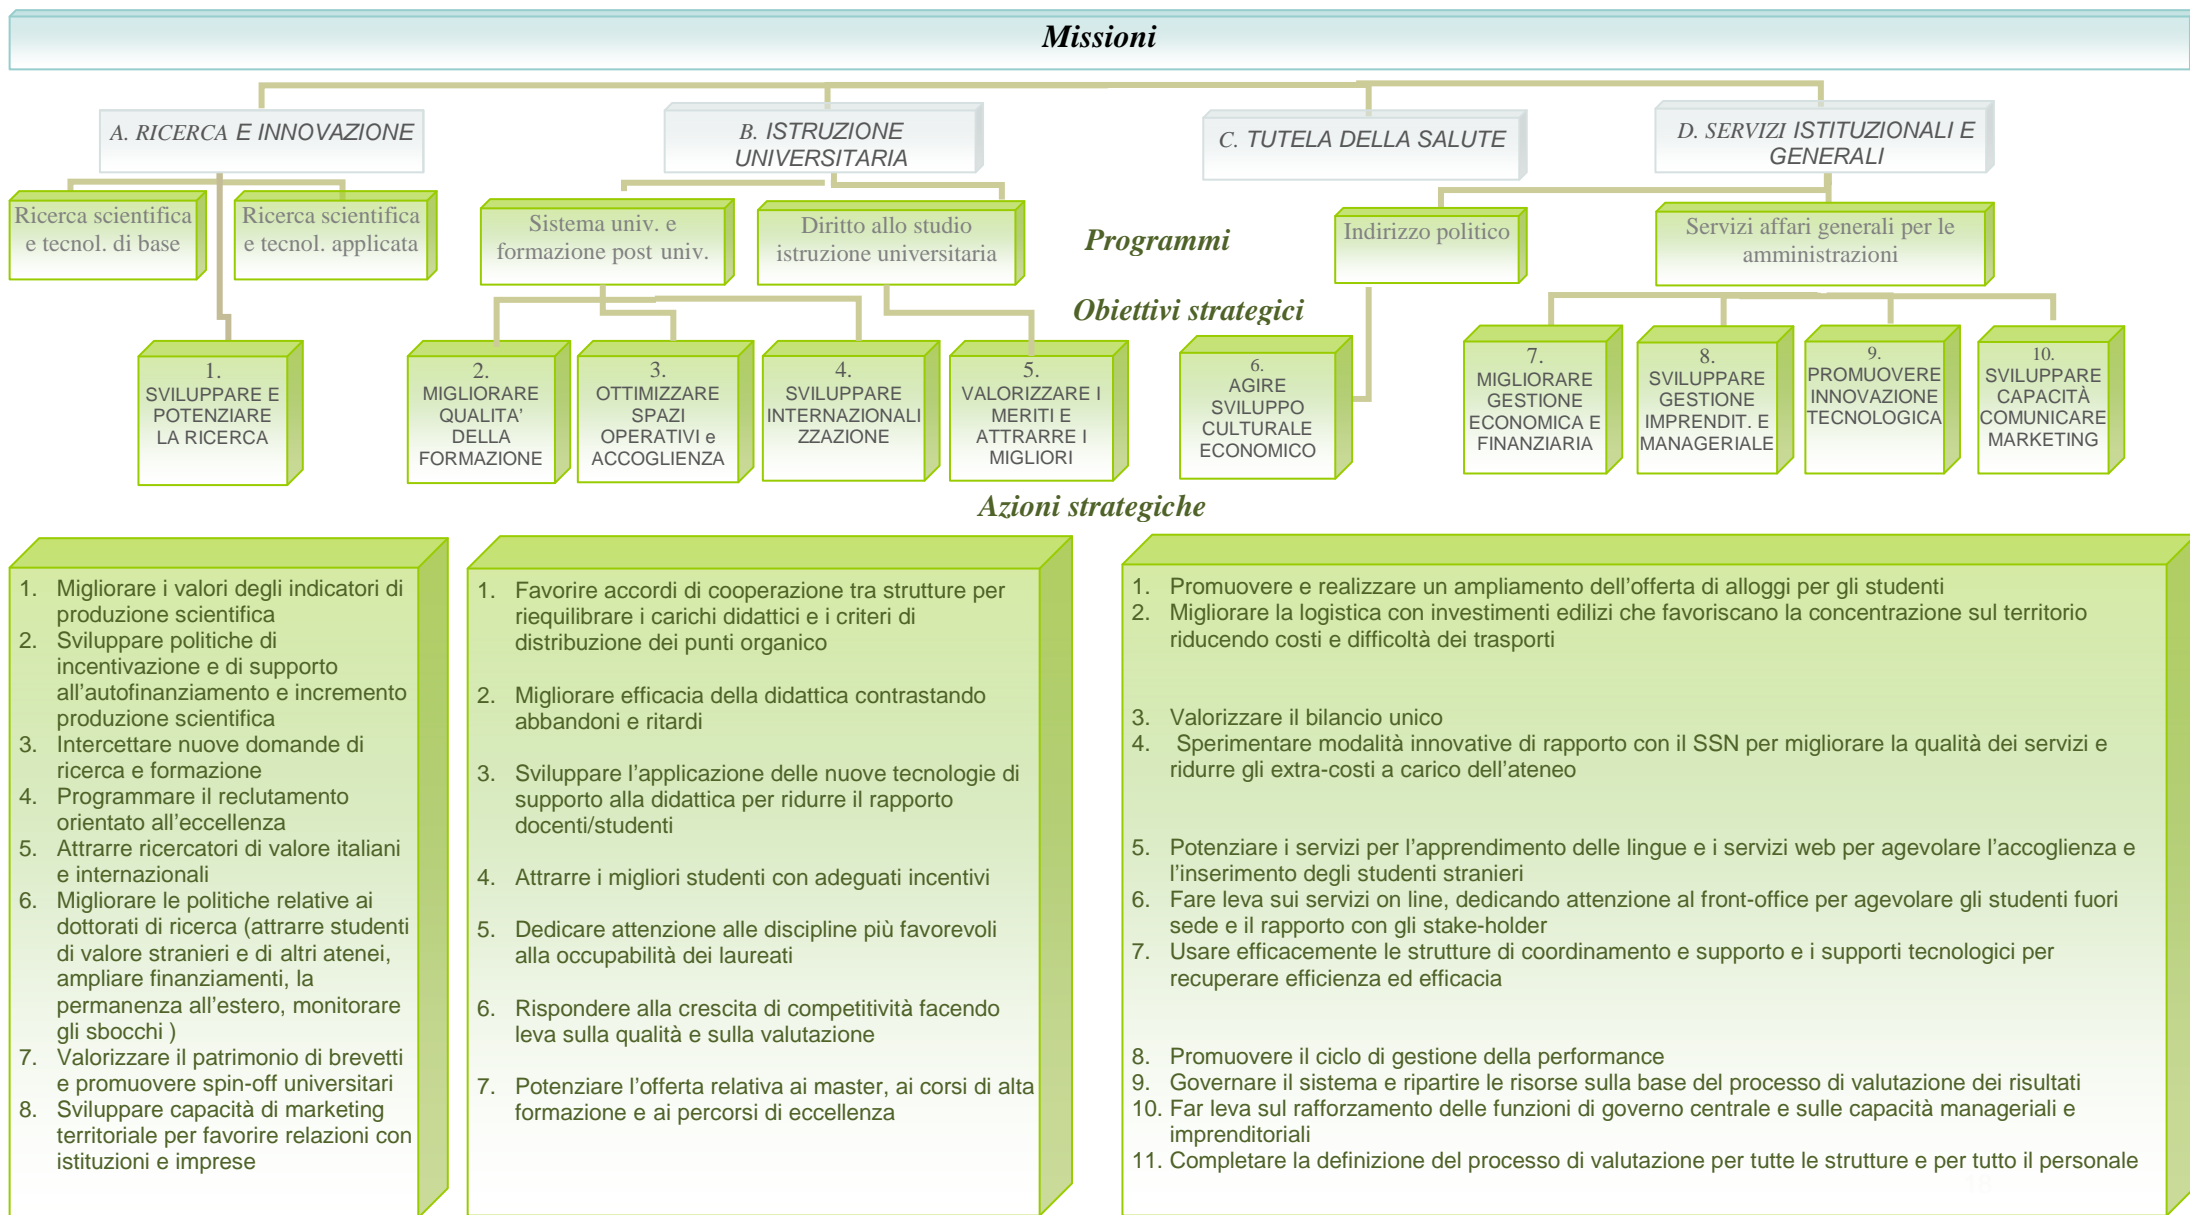 Missioni
A. RICERCA E INNOVAZIONE
B. ISTRUZIONE
UNIVERSITARIA
C. TUTELA DELLA SALUTE
D. SERVIZI ISTITUZIONALI E
GENERALI
Ricerca scientifica
e tecnol. di base
Ricerca scientifica
e tecnol. applicata
Sistema univ. e
formazione post univ.
Diritto allo studio
istruzione universitaria
Programmi
Indirizzo politico
Servizi affari generali per le
amministrazioni
Obiettivi strategici
1.
SVILUPPARE E
POTENZIARE
LA RICERCA
2.
MIGLIORARE
QUALITA'
DELLA
FORMAZIONE
3.
OTTIMIZZARE
SPAZI
OPERATIVI e
ACCOGLIENZA
4.
SVILUPPARE
INTERNAZIONALI
ZZAZIONE
5.
VALORIZZARE I
MERITI E
ATTRARRE I
MIGLIORI
6.
AGIRE
SVILUPPO
CULTURALE
ECONOMICO
7.
MIGLIORARE
GESTIONE
ECONOMICA E
FINANZIARIA
8.
SVILUPPARE
GESTIONE
IMPRENDIT. E
MANAGERIALE
9.
PROMUOVERE
INNOVAZIONE
TECNOLOGICA
10.
SVILUPPARE
CAPACITÀ
COMUNICARE
MARKETING
Azioni strategiche
1. Migliorare i valori degli indicatori di
produzione scientifica
2. Sviluppare politiche di
incentivazione e di supporto
all'autofinanziamento e incremento
produzione scientifica
3. Intercettare nuove domande di
ricerca e formazione
4. Programmare il reclutamento
orientato all'eccellenza
5. Attrarre ricercatori di valore italiani
e internazionali
6. Migliorare le politiche relative ai
dottorati di ricerca (attrarre studenti
di valore stranieri e di altri atenei,
ampliare finanziamenti, la
permanenza all'estero, monitorare
gli sbocchi )
7. Valorizzare il patrimonio di brevetti
e promuovere spin-off universitari
8. Sviluppare capacità di marketing
territoriale per favorire relazioni con
istituzioni e imprese
1. Favorire accordi di cooperazione tra strutture per
riequilibrare i carichi didattici e i criteri di
distribuzione dei punti organico
2. Migliorare efficacia della didattica contrastando
abbandoni e ritardi
3. Sviluppare l'applicazione delle nuove tecnologie di
supporto alla didattica per ridurre il rapporto
docenti/studenti
4. Attrarre i migliori studenti con adeguati incentivi
5. Dedicare attenzione alle discipline più favorevoli
alla occupabilità dei laureati
6. Rispondere alla crescita di competitività facendo
leva sulla qualità e sulla valutazione
7. Potenziare l'offerta relativa ai master, ai corsi di alta
formazione e ai percorsi di eccellenza
1. Promuovere e realizzare un ampliamento dell'offerta di alloggi per gli studenti
2. Migliorare la logistica con investimenti edilizi che favoriscano la concentrazione sul territorio
riducendo costi e difficoltà dei trasporti
3. Valorizzare il bilancio unico
4. Sperimentare modalità innovative di rapporto con il SSN per migliorare la qualità dei servizi e
ridurre gli extra-costi a carico dell'ateneo
5. Potenziare i servizi per l'apprendimento delle lingue e i servizi web per agevolare l'accoglienza e
l'inserimento degli studenti stranieri
6. Fare leva sui servizi on line, dedicando attenzione al front-office per agevolare gli studenti fuori
sede e il rapporto con gli stake-holder
7. Usare efficacemente le strutture di coordinamento e supporto e i supporti tecnologici per
recuperare efficienza ed efficacia
8. Promuovere il ciclo di gestione della performance
9. Governare il sistema e ripartire le risorse sulla base del processo di valutazione dei risultati
10. Far leva sul rafforzamento delle funzioni di governo centrale e sulle capacità manageriali e
imprenditoriali
11. Completare la definizione del processo di valutazione per tutte le strutture e per tutto il personale